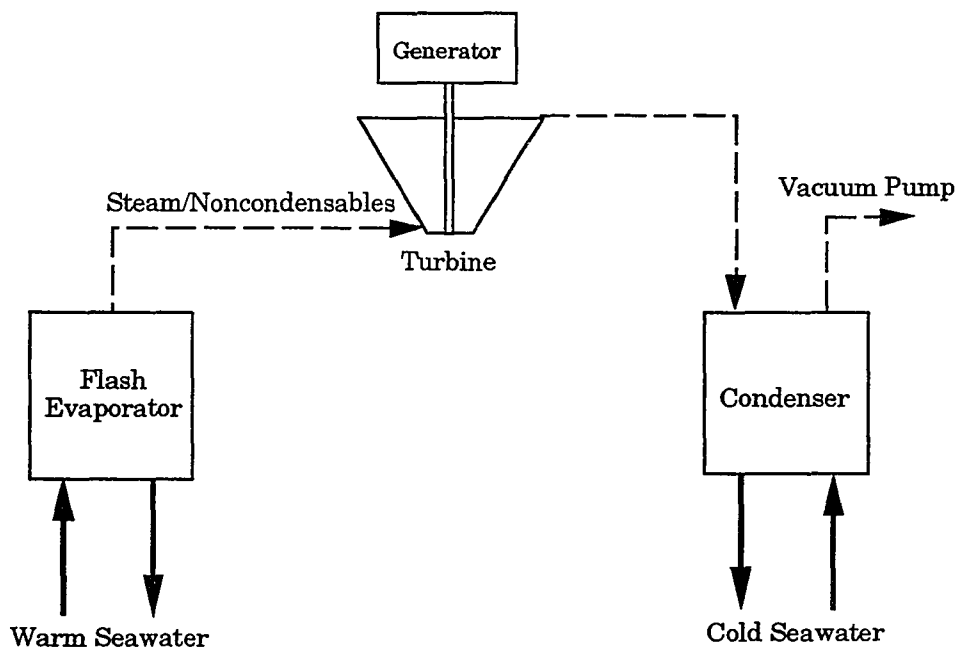 Generator
Steam/Noncondensables
Turbine
Vacuum Pump
Flash
Evaporator
Condenser
Warm Seawater
Cold Seawater